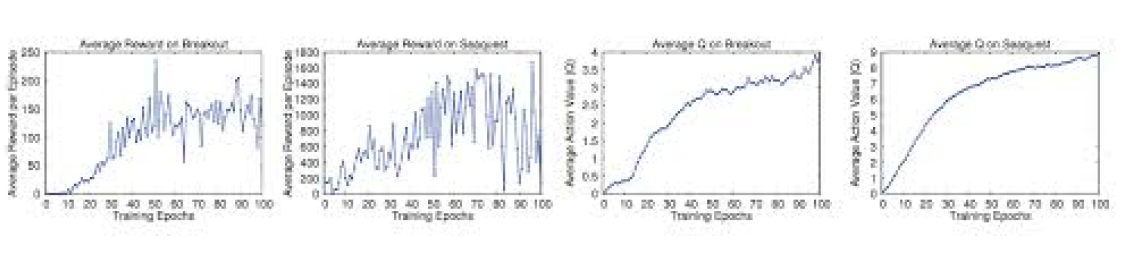 Average Reward on Breakout
Average Reward per Episode
250
200
150
100
50
0
0 10 20 30 40 50 60 70 80 90 100
Training Epochs
Average Reward on Seaquest
Average Reward per Episode
1800
1600
1400
1200
1000
800
600
400
200
0
0 10 20 30 40 50 60 70 80 90 100
Training Epochs
Average Q on Breakout
Average Action Value (Q)
4
3.5
3
2.5
2
1.5
1
0.5
0
0 10 20 30 40 50 60 70 80 90 100
Training Epochs
Average Q on Seaquest
Average Action Value (Q)
9
8
7
6
5
4
3
2
1
0
0 10 20 30 40 50 60 70 80 90 100
Training Epochs